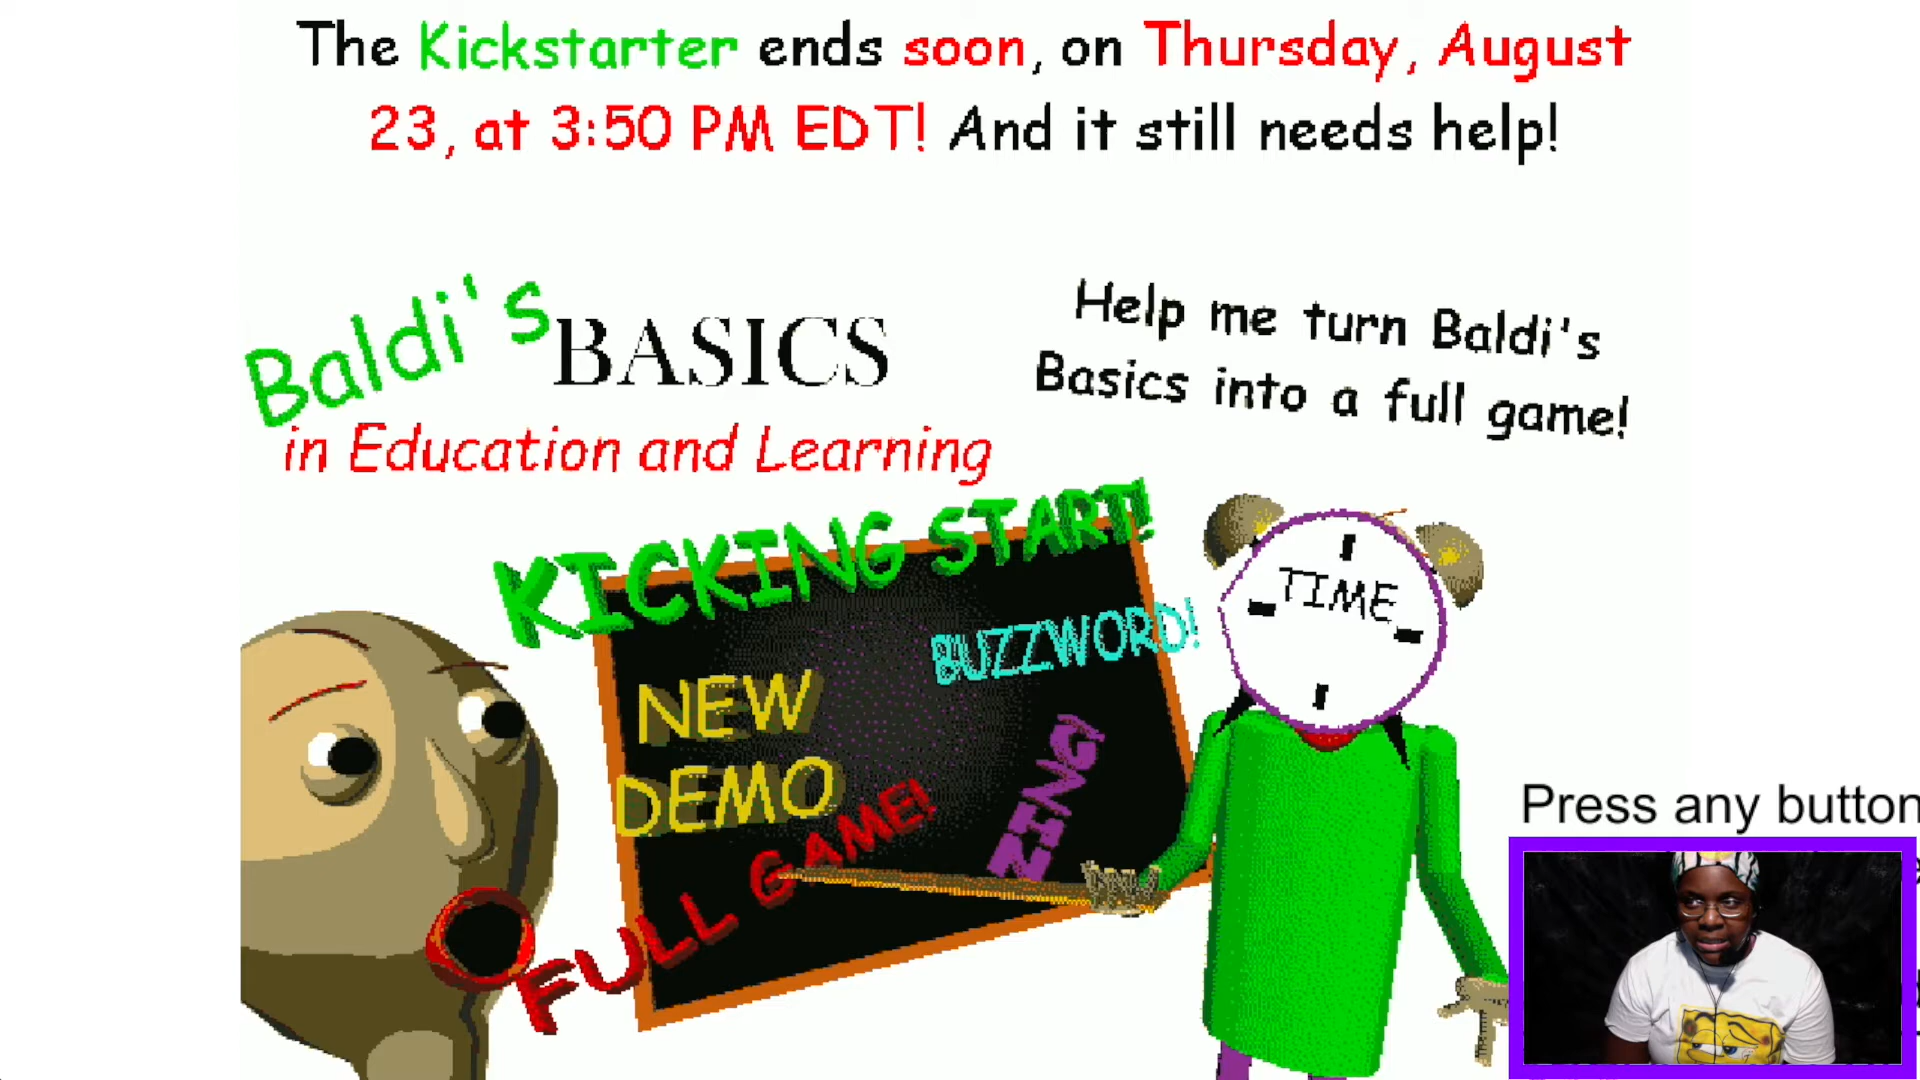 The Kickstarter ends soon, on Thursday, August
23, at 3:50 PM EDT! And it still needs help!
Baldi's
BASICS
in Education and Learning
Help me turn Baldi's
Basics into a full game!
KICKING START!
BUZZWORD!
NEW
DEMO
ZING!
FULL GAME!
TIME
Press any button